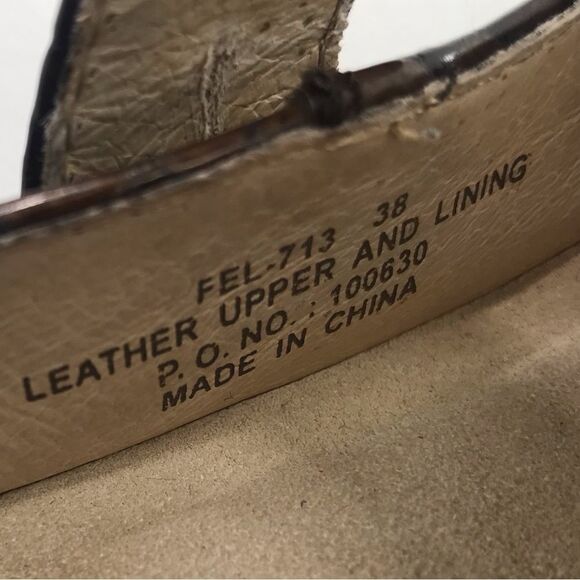 FEL-713 38
LEATHER UPPER AND LINING
P. O. NO. : 100630
MADE IN CHINA